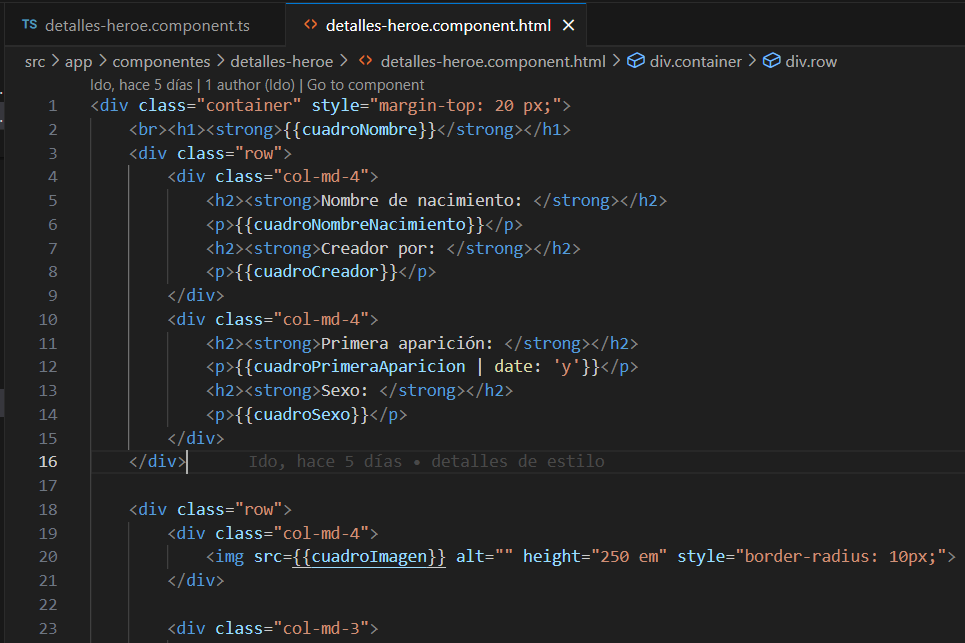 TS detalles-heroe.component.ts <> detalles-heroe.component.html ×
src > app > componentes > detalles-heroe > <> detalles-heroe.component.html > div.container > div.row
Ido, hace 5 días | 1 author (Ido) | Go to component
1 <div class="container" style="margin-top: 20 px;">
2 <br><h1><strong>{{cuadroNombre}}</strong></h1>
3 <div class="row">
4 <div class="col-md-4">
5 <h2><strong>Nombre de nacimiento: </strong></h2>
6 <p>{{cuadroNombreNacimiento}}</p>
7 <h2><strong>Creador por: </strong></h2>
8 <p>{{cuadroCreador}}</p>
9 </div>
10 <div class="col-md-4">
11 <h2><strong>Primera aparición: </strong></h2>
12 <p>{{cuadroPrimeraAparicion | date: 'y'}}</p>
13 <h2><strong>Sexo: </strong></h2>
14 <p>{{cuadroSexo}}</p>
15 </div>
16 </div> Ido, hace 5 días • detalles de estilo
17
18 <div class="row">
19 <div class="col-md-4">
20 <img src={{cuadroImagen}} alt="" height="250 em" style="border-radius: 10px;">
21 </div>
22
23 <div class="col-md-3">